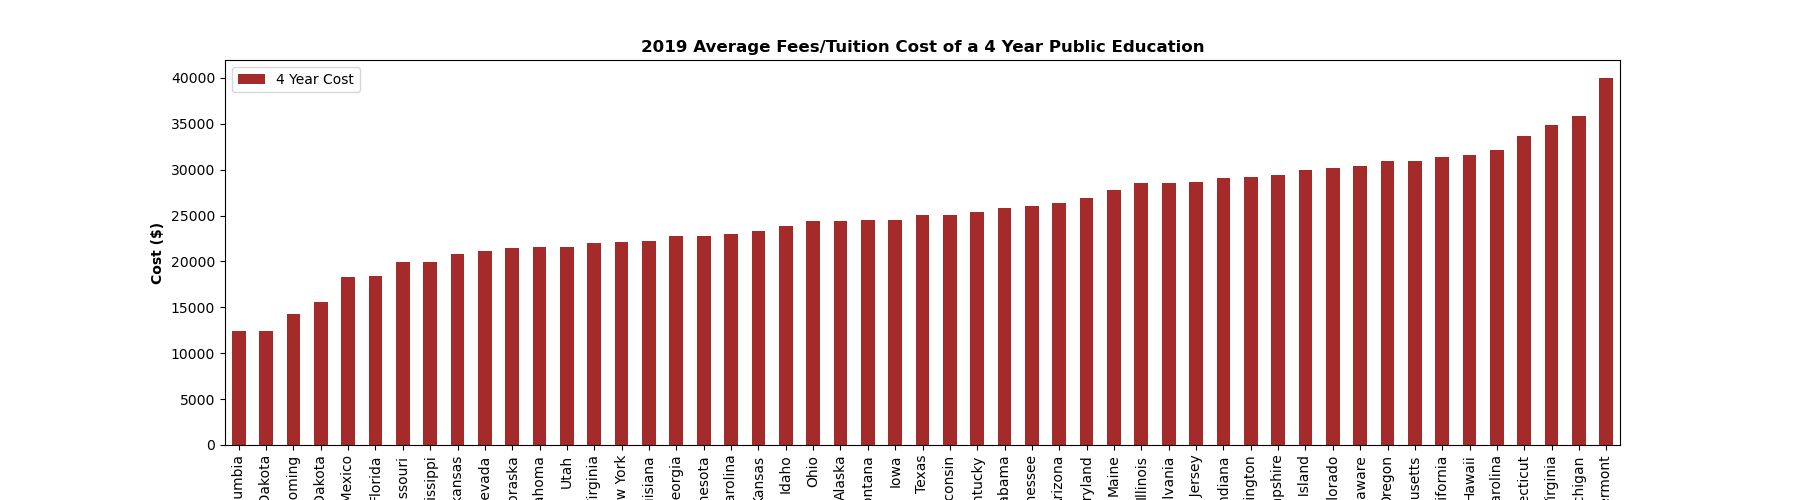 2019 Average Fees/Tuition Cost of a 4 Year Public Education
4 Year Cost
40000
35000
30000
25000
20000
15000
10000
5000
0
Cost ($)
umbia
Dakota
oming
Dakota
Mexico
Florida
ssouri
issippi
kansas
evada
oraska
ahoma
Utah
irginia
w York
isiana
eorgia
nesota
arolina
Kansas
Idaho
Ohio
Alaska
ontana
Iowa
Texas
consin
ntucky
abama
nessee
rizona
ryland
Maine
Illinois
lvania
Jersey
ndiana
ington
pshire
Island
lorado
aware
Oregon
usetts
ifornia
Hawaii
arolina
ecticut
irginia
chigan
ermont